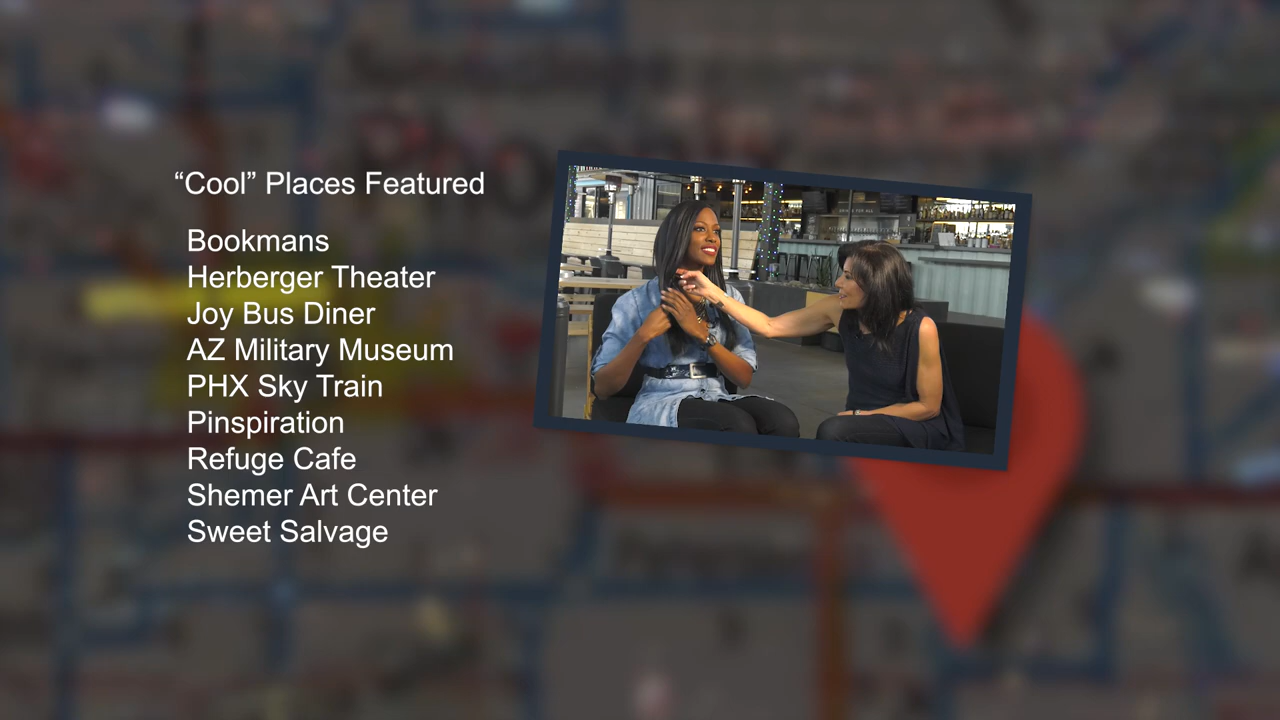 “Cool” Places Featured
Bookmans
Herberger Theater
Joy Bus Diner
AZ Military Museum
PHX Sky Train
Pinspiration
Refuge Cafe
Shemer Art Center
Sweet Salvage